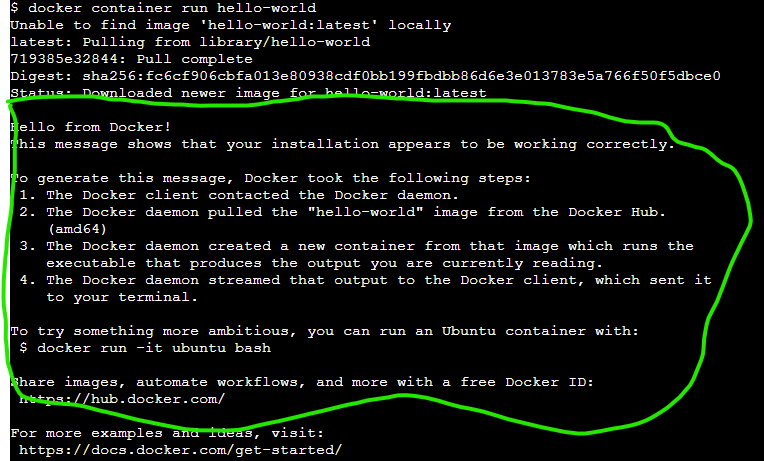 $ docker container run hello-world
Unable to find image 'hello-world:latest' locally
latest: Pulling from library/hello-world
719385e32844: Pull complete
Digest: sha256:fc6cf906cbfa013e80938cdf0bb199fbdbb86d6e3e013783e5a766f50f5dbce0
Status: Downloaded newer image for hello-world:latest
Hello from Docker!
This message shows that your installation appears to be working correctly.
To generate this message, Docker took the following steps:
1. The Docker client contacted the Docker daemon.
2. The Docker daemon pulled the "hello-world" image from the Docker Hub.
(amd64)
3. The Docker daemon created a new container from that image which runs the
executable that produces the output you are currently reading.
4. The Docker daemon streamed that output to the Docker client, which sent it
to your terminal.
To try something more ambitious, you can run an Ubuntu container with:
$ docker run -it ubuntu bash
Share images, automate workflows, and more with a free Docker ID:
https://hub.docker.com/
For more examples and ideas, visit:
https://docs.docker.com/get-started/